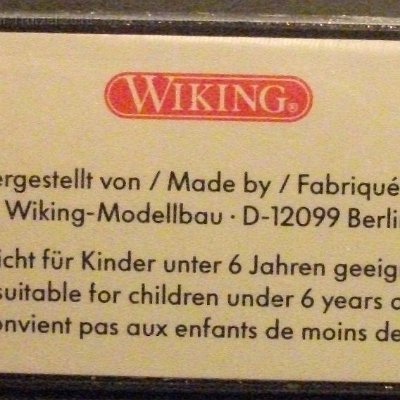 WIKING®
ergestellt von / Made by / Fabriqué
Wiking-Modellbau · D-12099 Berlin
icht für Kinder unter 6 Jahren geeig
suitable for children under 6 years o
onvient pas aux enfants de moins de